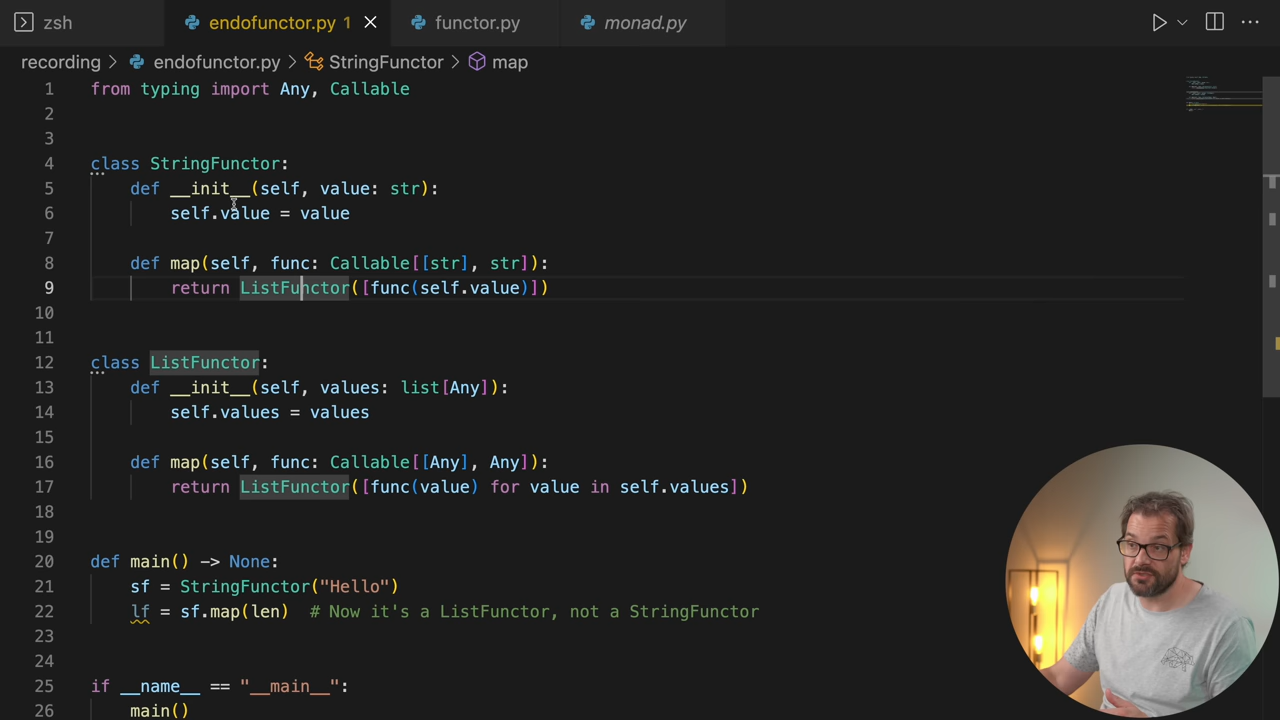 zsh
endofunctor.py 1
functor.py
monad.py
recording > endofunctor.py > StringFunctor > map
1 from typing import Any, Callable
2
3
4 class StringFunctor:
5     def __init__(self, value: str):
6         self.value = value
7
8     def map(self, func: Callable[[str], str]):
9         return ListFunctor([func(self.value)])
10
11
12 class ListFunctor:
13     def __init__(self, values: list[Any]):
14         self.values = values
15
16     def map(self, func: Callable[[Any], Any]):
17         return ListFunctor([func(value) for value in self.values])
18
19
20 def main() -> None:
21     sf = StringFunctor("Hello")
22     lf = sf.map(len)  # Now it's a ListFunctor, not a StringFunctor
23
24
25 if __name__ == "__main__":
26     main()